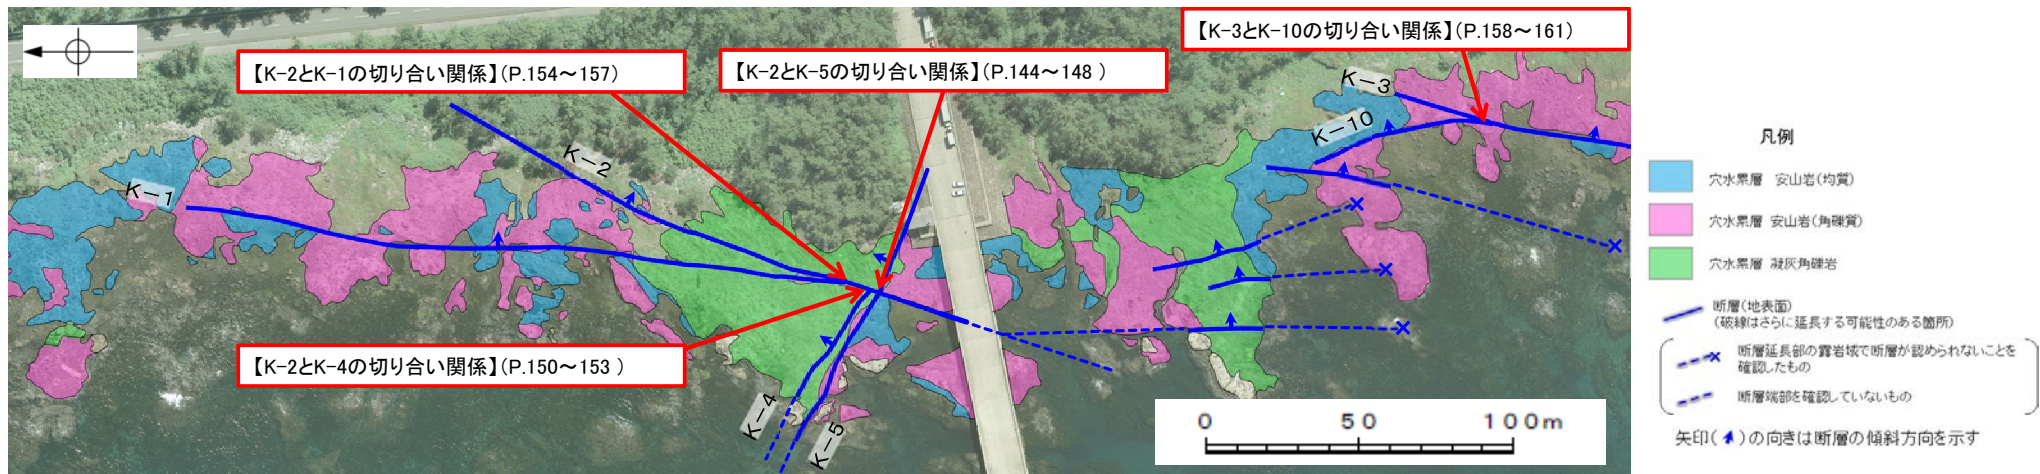 【K-3とK-10の切り合い関係】(P.158~161)
【K-2とK-1の切り合い関係】(P.154~157)
【K-2とK-5の切り合い関係】(P.144~148 )
K-3
K-10
K-2
K-1
【K-2とK-4の切り合い関係】(P.150~153 )
K-4
K-5
0 50 100m
凡例
穴水累層 安山岩(均質)
穴水累層 安山岩(角礫質)
穴水累層 凝灰角礫岩
断層(地表面)
(破線はさらに延長する可能性のある箇所)
断層延長部の露岩域で断層が認められないことを
確認したもの
断層端部を確認していないもの
矢印( )の向きは断層の傾斜方向を示す